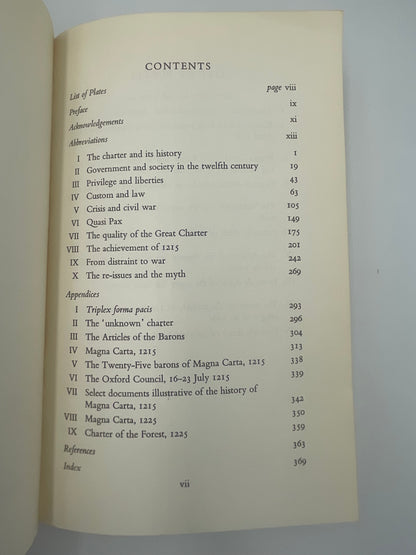 CONTENTS
List of Plates page viii
Preface ix
Acknowledgements xi
Abbreviations xiii
I The charter and its history 1
II Government and society in the twelfth century 19
III Privilege and liberties 43
IV Custom and law 63
V Crisis and civil war 105
VI Quasi Pax 149
VII The quality of the Great Charter 175
VIII The achievement of 1215 201
IX From distraint to war 242
X The re-issues and the myth 269
Appendices
I Triplex forma pacis 293
II The 'unknown' charter 296
III The Articles of the Barons 304
IV Magna Carta, 1215 313
V The Twenty-Five barons of Magna Carta, 1215 338
VI The Oxford Council, 16-23 July 1215 339
VII Select documents illustrative of the history of
Magna Carta, 1215 342
VIII Magna Carta, 1225 350
IX Charter of the Forest, 1225 359
References 363
Index 369
vii